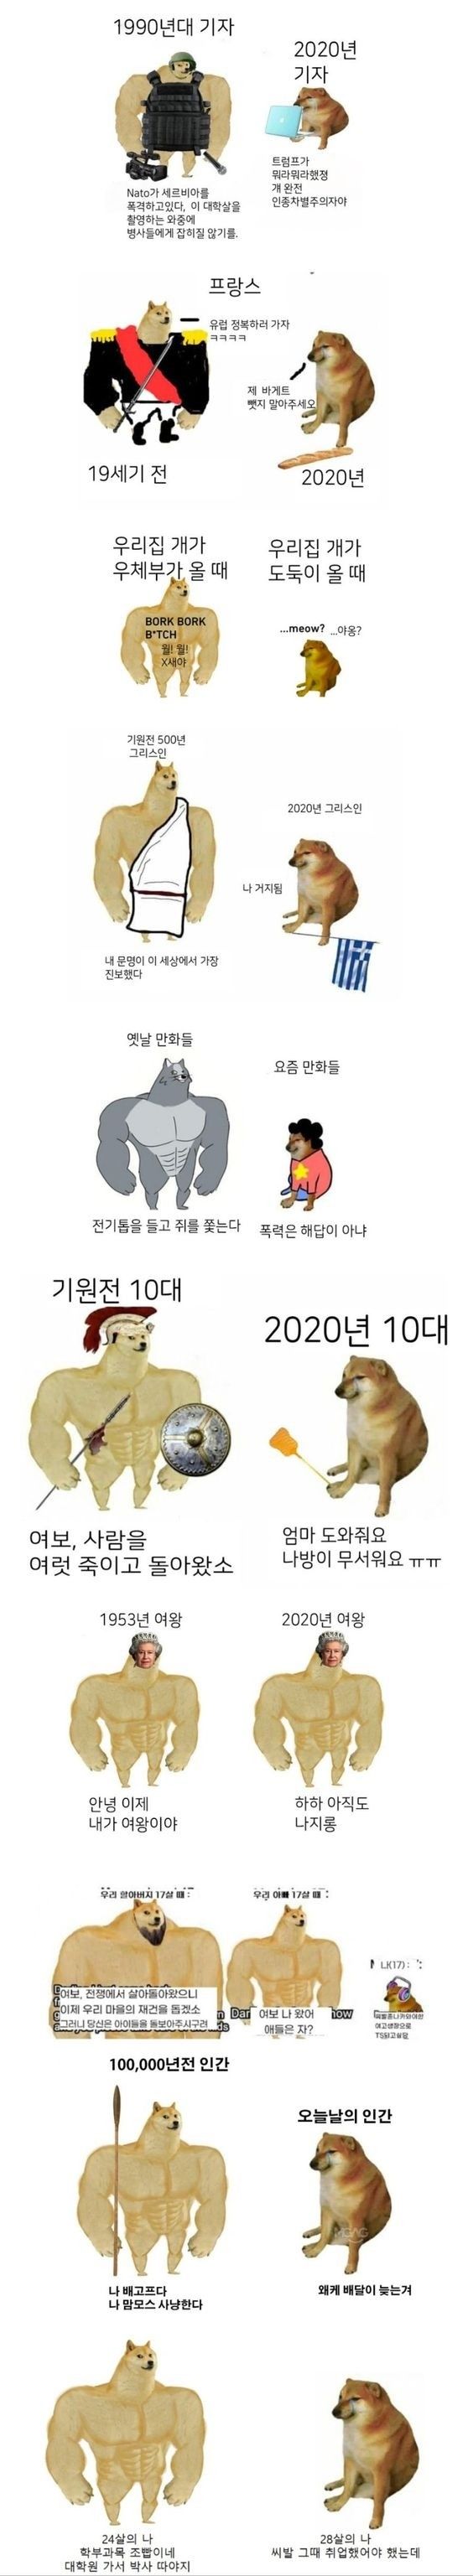 1990년대 기자
2020년
기자
Nato가 세르비아를
폭격하고있다, 이 대학살을
촬영하는 와중에
병사들에게 잡히질 않기를.
트럼프가
뭐라뭐라했졍
걔 완전
인종차별주의자야
프랑스
유럽 정복하러 가자
ㅋㅋㅋㅋ
제 바게트
뺏지 말아주세오
19세기 전
2020년
우리집 개가
우체부가 올 때
우리집 개가
도둑이 올 때
BORK BORK
B*TCH
월! 월!
X새야
...meow? ...야옹?
기원전 500년
그리스인
2020년 그리스인
나 거지됨
내 문명이 이 세상에서 가장
진보했다
옛날 만화들
요즘 만화들
전기톱을 들고 쥐를 쫓는다
폭력은 해답이 아냐
기원전 10대
2020년 10대
여보, 사람을
여럿 죽이고 돌아왔소
엄마 도와줘요
나방이 무서워요 ㅠㅠ
1953년 여왕
2020년 여왕
안녕 이제
내가 여왕이야
하하 아직도
나지롱
우리 할아버지 17살 때 :
우리 아빠 17살 때 :
여보, 전쟁에서 살아돌아왔으니
이제 우리 마을의 재건을 돕겠소
그러니 당신은 아이들을 돌보아주시구려
여보 나 왔어
애들은 자?
나(17) :
TS되고싶당
100,000년전 인간
오늘날의 인간
나 배고프다
나 맘모스 사냥한다
왜케 배달이 늦는겨
24살의 나
학부과목 조빱이네
대학원 가서 박사 따야지
28살의 나
씨발 그때 취업했어야 했는데